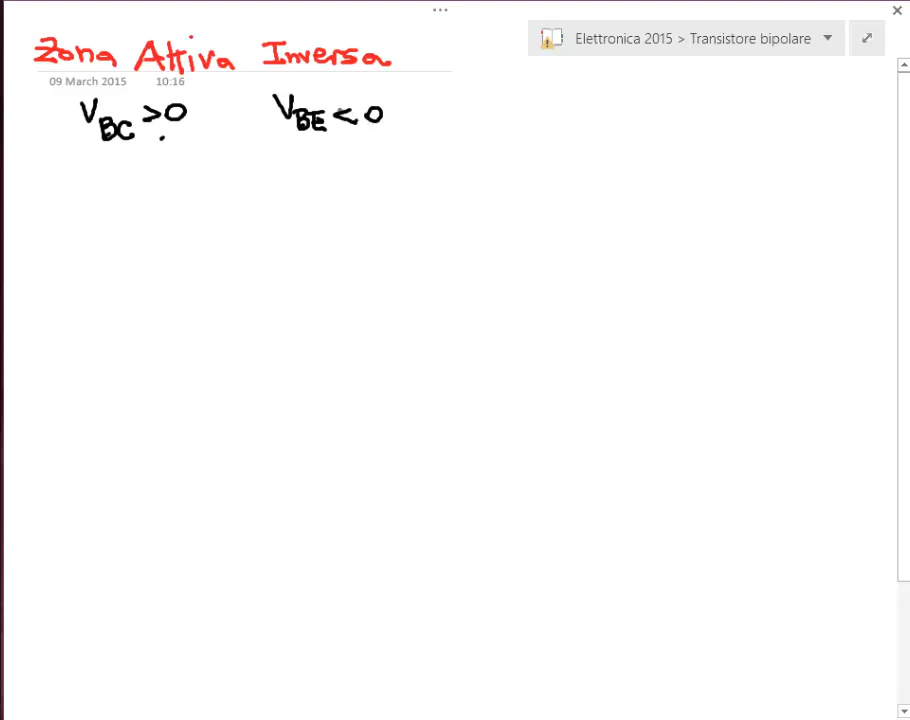 Elettronica 2015 > Transistore bipolare
Zona Attiva Inversa
09 March 2015 10:16
VBC >0 VBE < 0